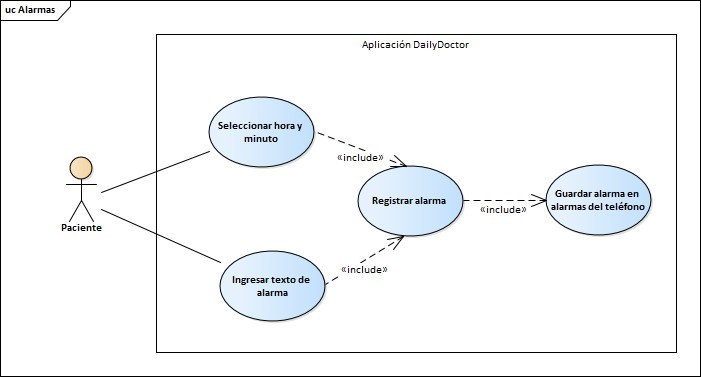 uc Alarmas
Aplicación DailyDoctor
Seleccionar hora y
minuto
«include»
Registrar alarma
Guardar alarma en
alarmas del teléfono
«include»
Paciente
«include»
Ingresar texto de
alarma